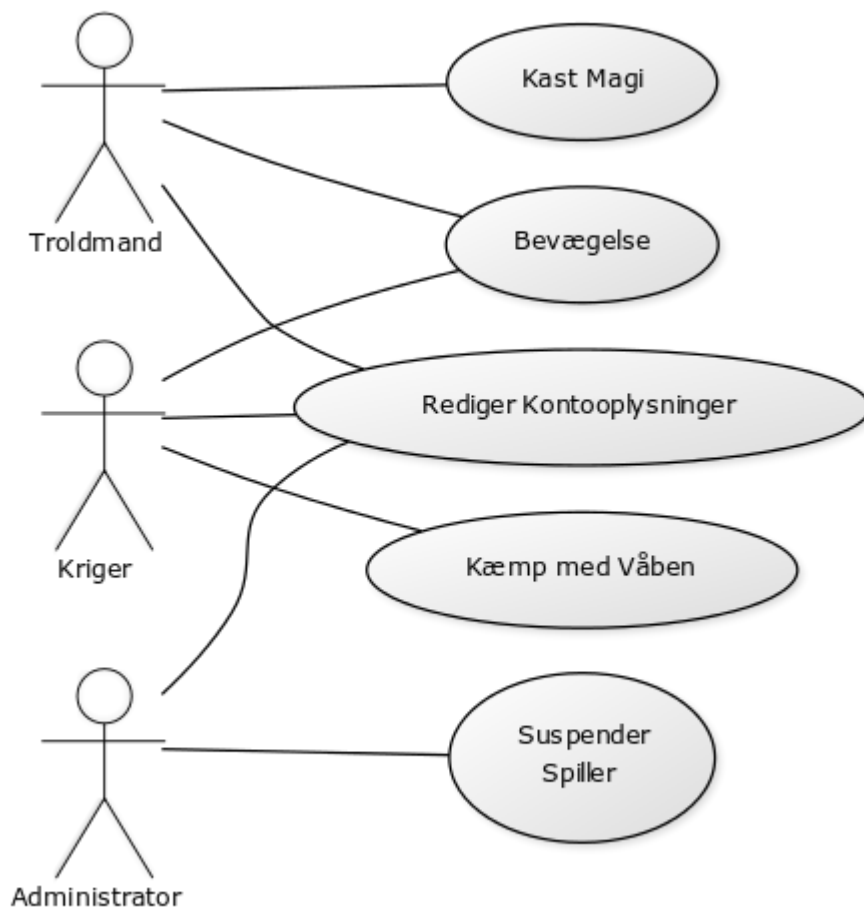 Kast Magi
Troldmand
Bevægelse
Rediger Kontooplysninger
Kriger
Kæmp med Våben
Suspender
Spiller
Administrator